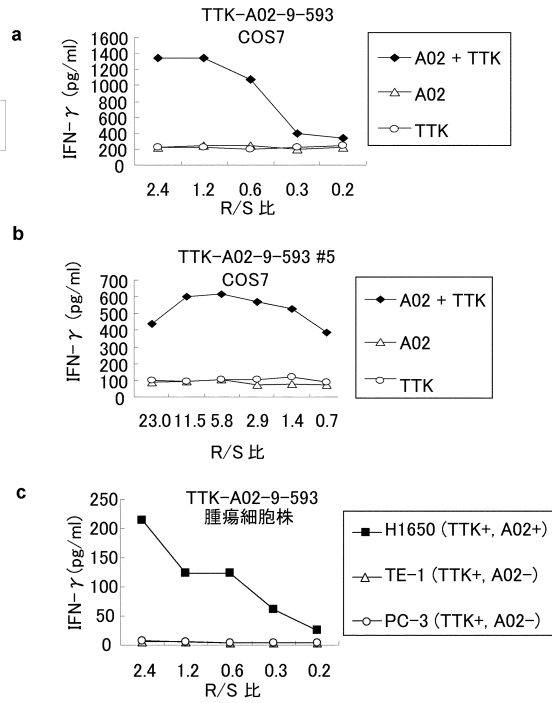 a
TTK-A02-9-593
COS7
IFN-γ (pg/ml)
1600
1400
1200
1000
800
600
400
200
0
2.4 1.2 0.6 0.3 0.2
R/S 比
A02 + TTK
A02
TTK
b
TTK-A02-9-593 #5
COS7
IFN-γ (pg/ml)
700
600
500
400
300
200
100
0
23.0 11.5 5.8 2.9 1.4 0.7
R/S 比
A02 + TTK
A02
TTK
c
TTK-A02-9-593
腫瘍細胞株
IFN-γ(pg/ml)
250
200
150
100
50
0
2.4 1.2 0.6 0.3 0.2
R/S 比
H1650 (TTK+, A02+)
TE-1 (TTK+, A02-)
PC-3 (TTK+, A02-)